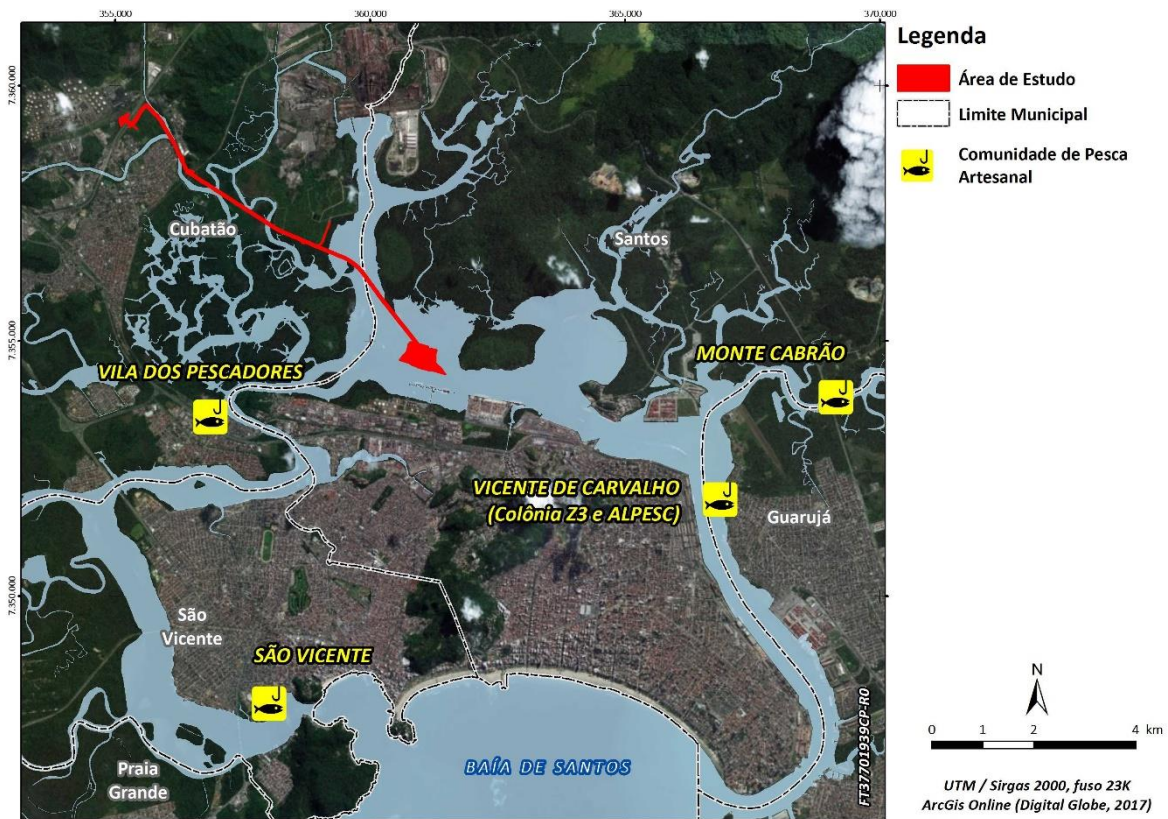 355.000
360.000
365.000
370.000
7.360.000
7.355.000
7.350.000
Cubatão
Santos
VILA DOS PESCADORES
MONTE CABRÃO
VICENTE DE CARVALHO
(Colônia Z3 e ALPESC)
Guarujá
São
Vicente
SÃO VICENTE
Praia
Grande
BAÍA DE SANTOS
FT37701939CP-R0
Legenda
Área de Estudo
Limite Municipal
Comunidade de Pesca
Artesanal
N
0 1 2 4 km
UTM / Sirgas 2000, fuso 23K
ArcGis Online (Digital Globe, 2017)